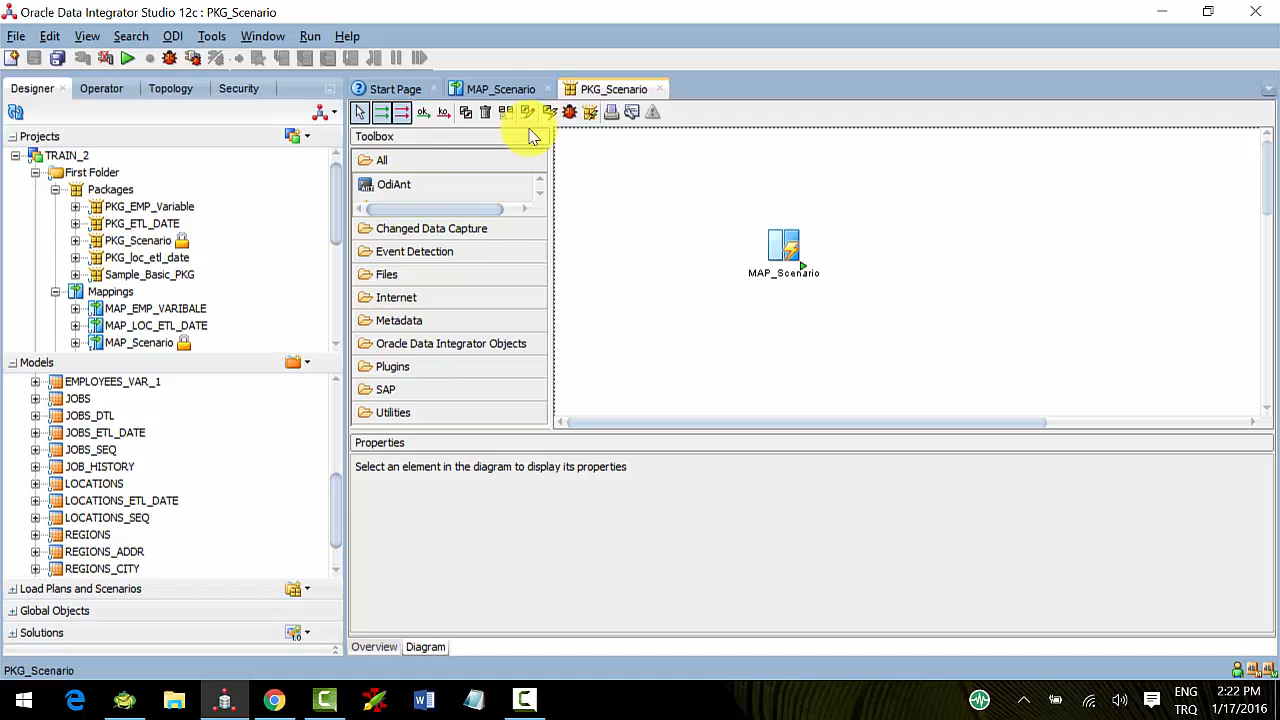 Oracle Data Integrator Studio 12c : PKG_Scenario
File Edit View Search ODI Tools Window Run Help
Designer Operator Topology Security
Start Page MAP_Scenario PKG_Scenario
ok ko
Projects
TRAIN_2
First Folder
Packages
PKG_EMP_Variable
PKG_ETL_DATE
PKG_Scenario
PKG_loc_etl_date
Sample_Basic_PKG
Mappings
MAP_EMP_VARIBALE
MAP_LOC_ETL_DATE
MAP_Scenario
Models
EMPLOYEES_VAR_1
JOBS
JOBS_DTL
JOBS_ETL_DATE
JOBS_SEQ
JOB_HISTORY
LOCATIONS
LOCATIONS_ETL_DATE
LOCATIONS_SEQ
REGIONS
REGIONS_ADDR
REGIONS_CITY
Load Plans and Scenarios
Global Objects
Solutions
Toolbox
All
OdiAnt
Changed Data Capture
Event Detection
Files
Internet
Metadata
Oracle Data Integrator Objects
Plugins
SAP
Utilities
MAP_Scenario
Properties
Select an element in the diagram to display its properties
Overview Diagram
PKG_Scenario
ENG
TRQ
2:22 PM
1/17/2016